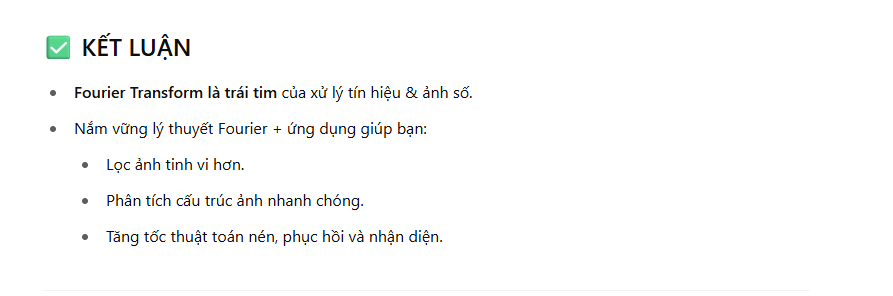 ✅ KẾT LUẬN
• Fourier Transform là trái tim của xử lý tín hiệu & ảnh số.
• Nắm vững lý thuyết Fourier + ứng dụng giúp bạn:
• Lọc ảnh tinh vi hơn.
• Phân tích cấu trúc ảnh nhanh chóng.
• Tăng tốc thuật toán nén, phục hồi và nhận diện.